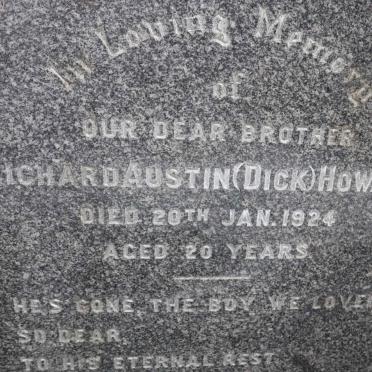 In Loving Memory
of
OUR DEAR BROTHER
RICHARD AUSTIN (DICK) HOW
DIED 20TH JAN. 1924
AGED 20 YEARS
HE'S GONE, THE BOY WE LOVE
SO DEAR,
TO HIS ETERNAL REST